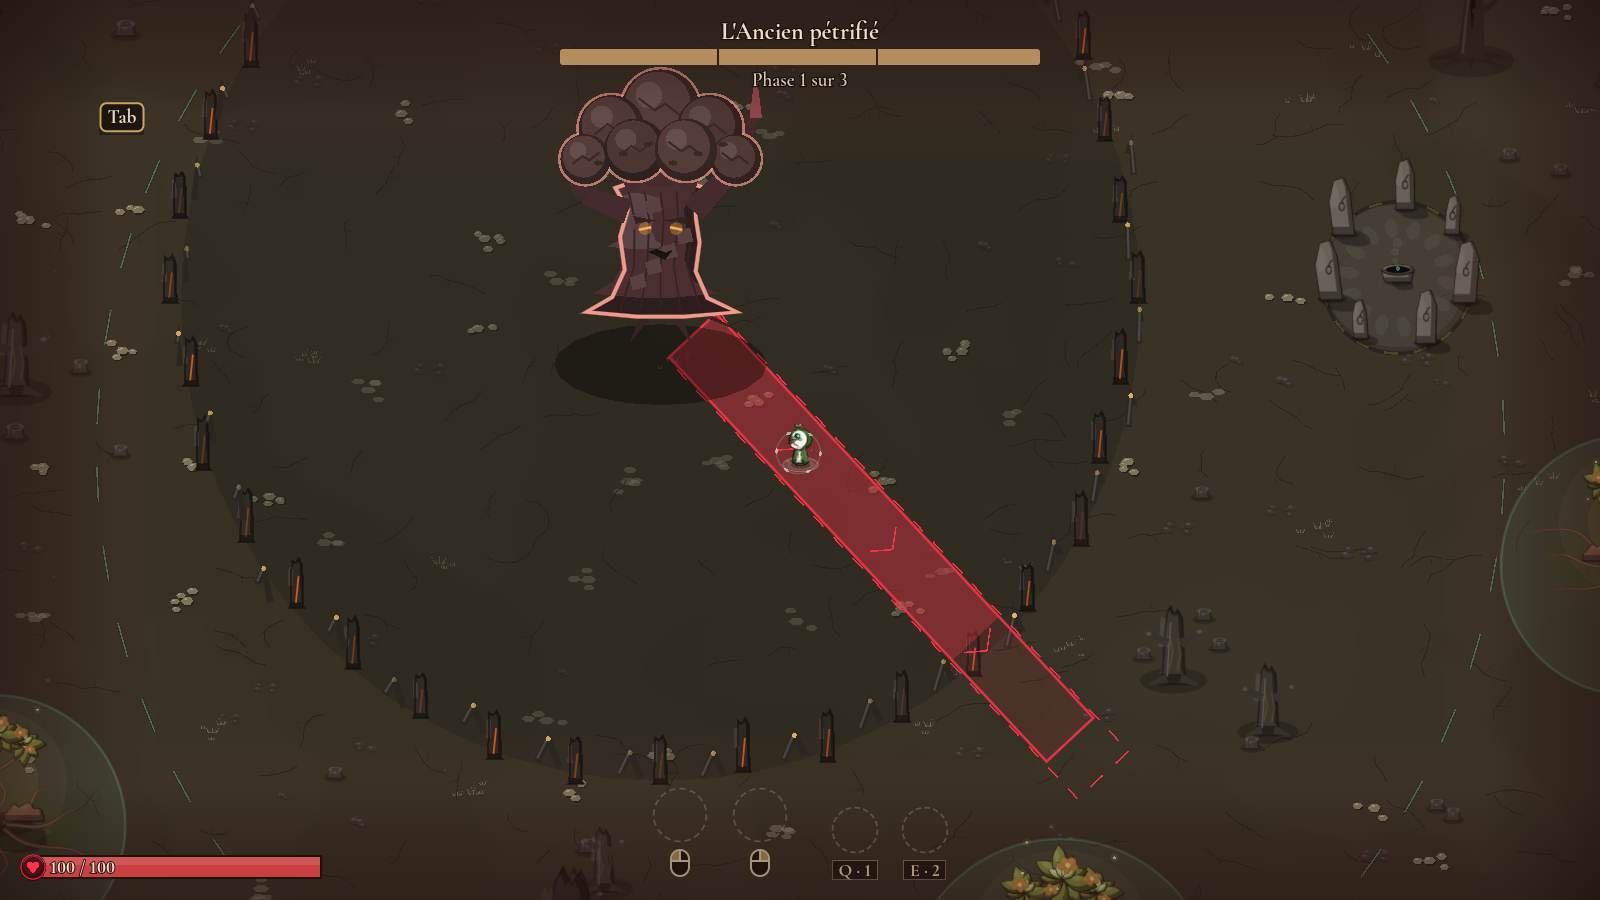 L'Ancien pétrifié
Phase 1 sur 3
Tab
100 / 100
Q · 1
E · 2